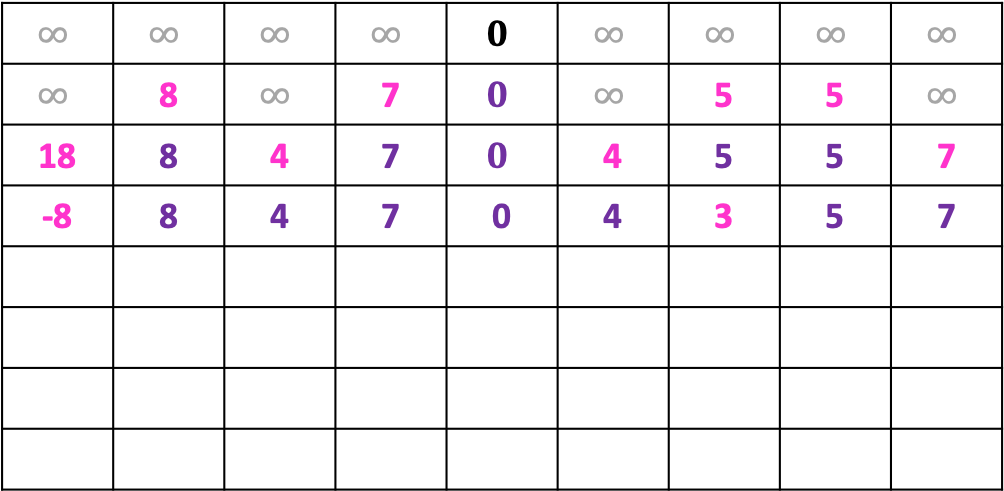 ∞ ∞ ∞ ∞ 0 ∞ ∞ ∞ ∞
∞ 8 ∞ 7 0 ∞ 5 5 ∞
18 8 4 7 0 4 5 5 7
-8 8 4 7 0 4 3 5 7